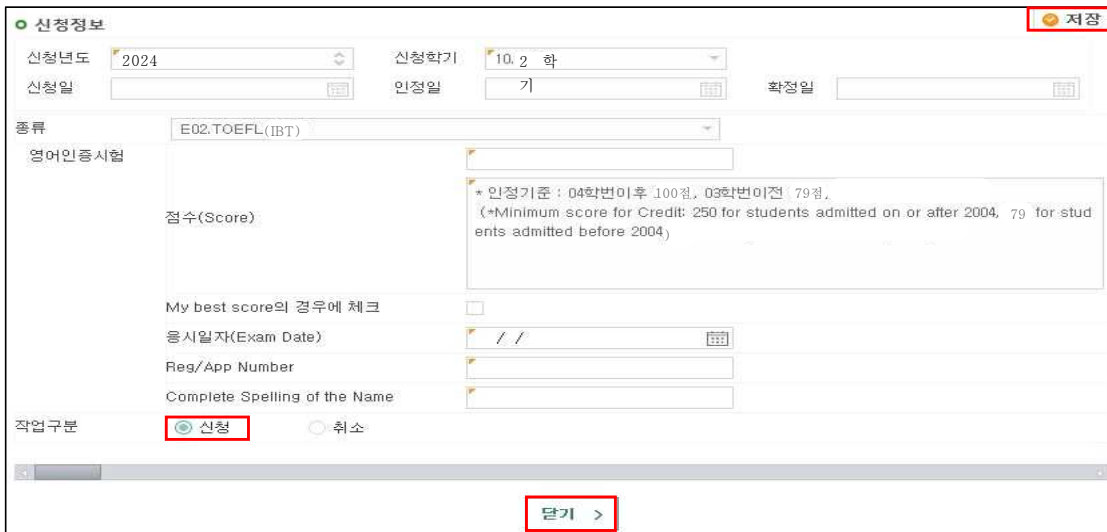 신청정보
저장
신청년도 2024 신청학기 10. 2 학
기
신청일 인정일 확정일
종류 E02.TOEFL(IBT)
영어인증시험
점수(Score)
* 인정기준 : 04학번이후 100점, 03학번이전 79점,
(*Minimum score for Credit: 250 for students admitted on or after 2004, 79 for stud
ents admitted before 2004)
My best score의 경우에 체크
응시일자(Exam Date) / /
Reg/App Number
Complete Spelling of the Name
작업구분 신청 취소
닫기 >